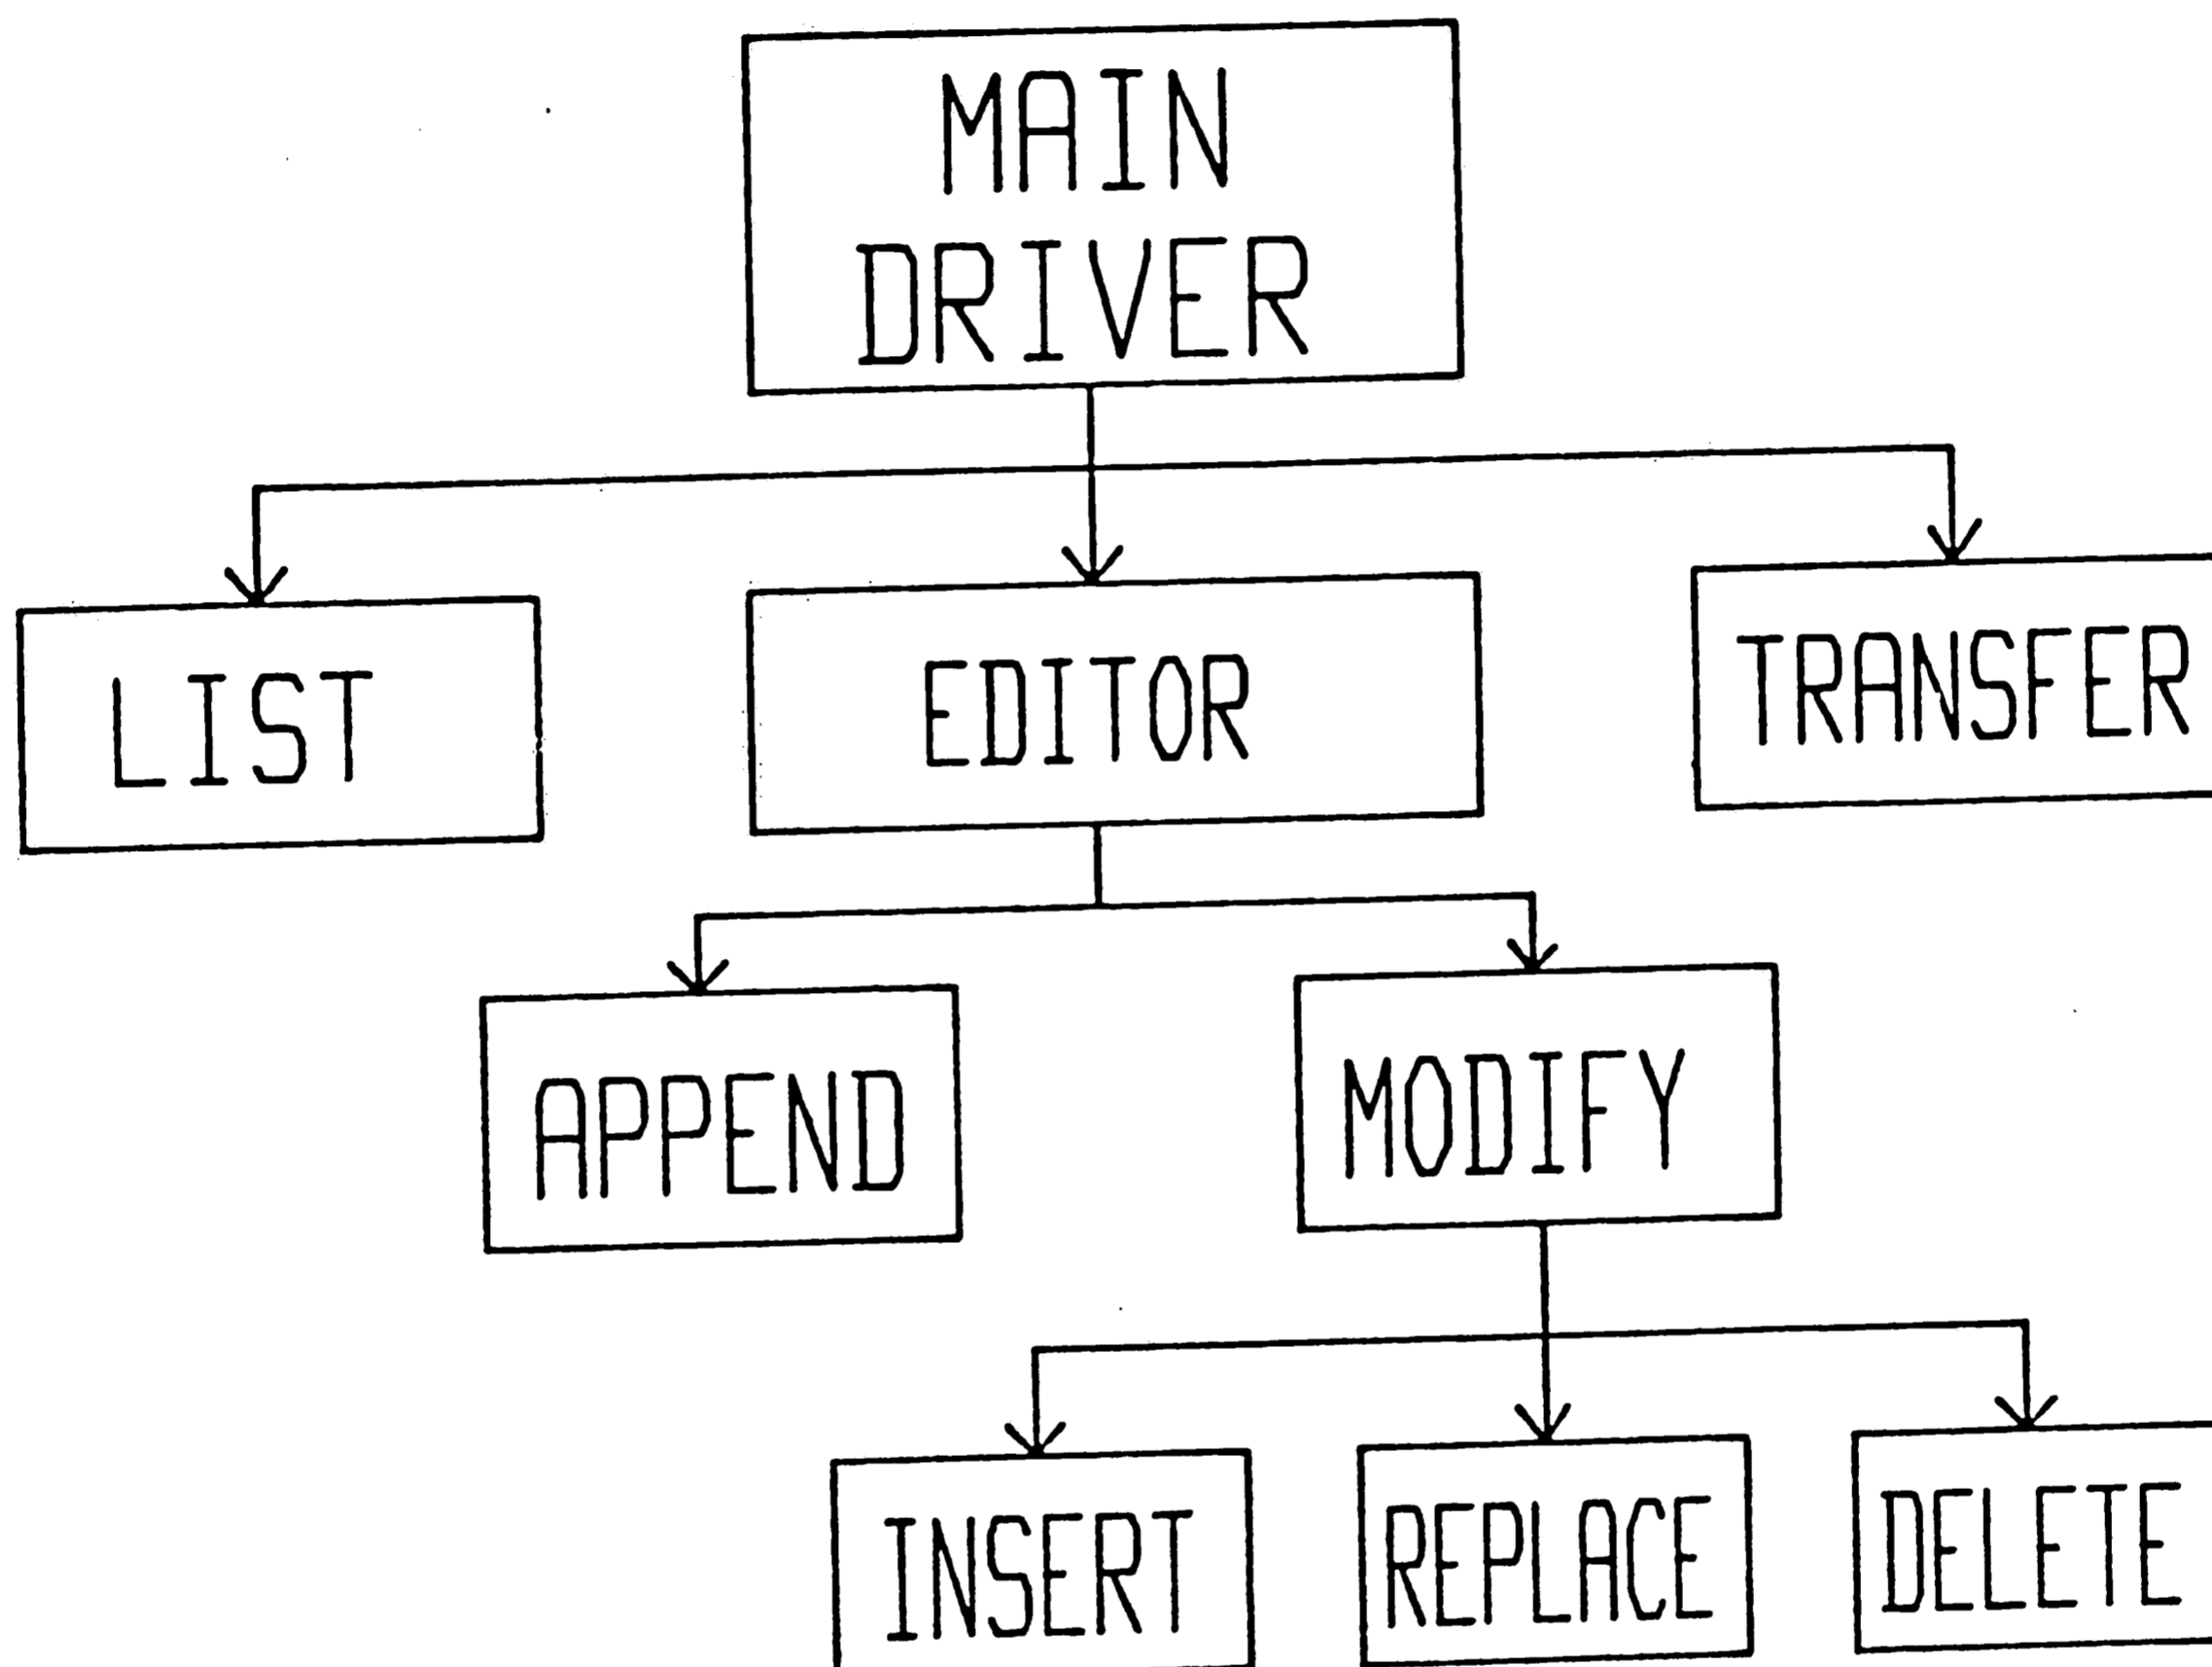 MAIN
DRIVER
LIST
EDITOR
TRANSFER
APPEND
MODIFY
INSERT
REPLACE
DELETE